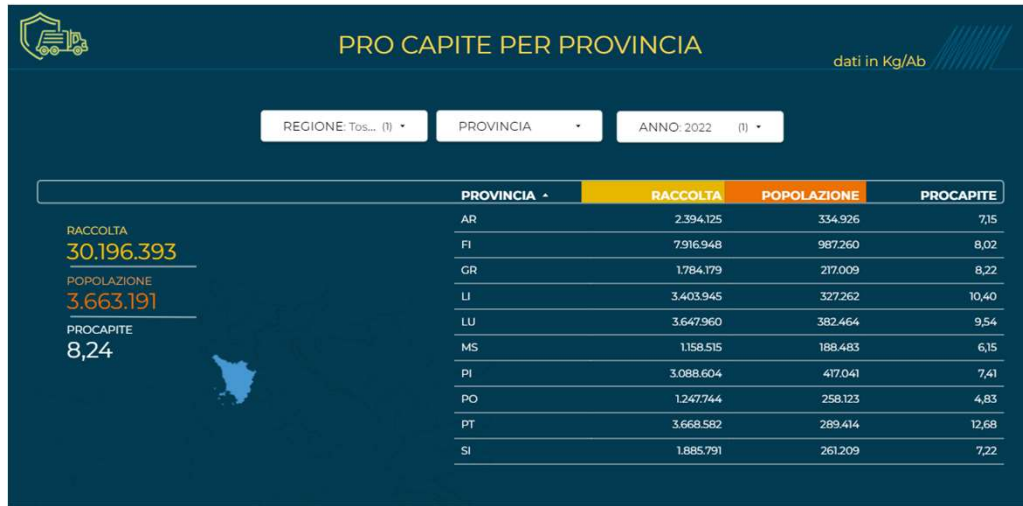 PRO CAPITE PER PROVINCIA
dati in Kg/Ab
REGIONE: Tos... (1)
PROVINCIA
ANNO: 2022 (1)
PROVINCIA RACCOLTA POPOLAZIONE PROCAPITE
AR 2.394.125 334.926 7,15
FI 7.916.948 987.260 8,02
GR 1.784.179 217.009 8,22
LI 3.403.945 327.262 10,40
LU 3.647.960 382.464 9,54
MS 1.158.515 188.483 6,15
PI 3.088.604 417.041 7,41
PO 1.247.744 258.123 4,83
PT 3.668.582 289.414 12,68
SI 1.885.791 261.209 7,22
RACCOLTA
30.196.393
POPOLAZIONE
3.663.191
PROCAPITE
8,24